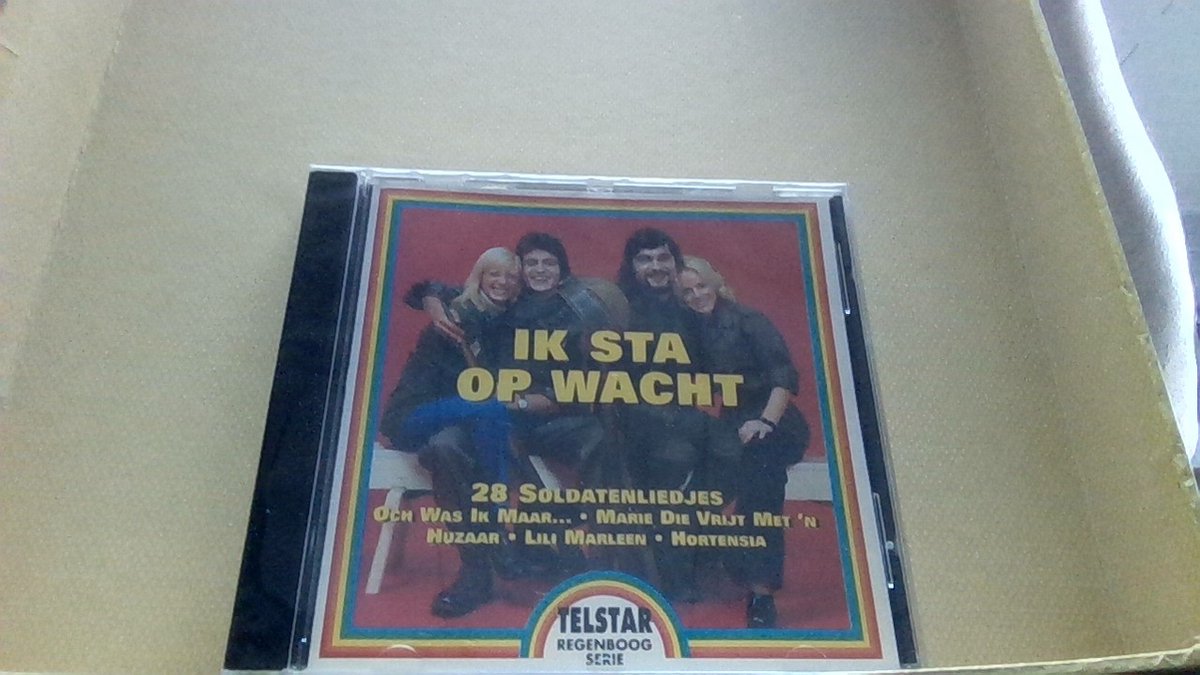 IK STA
OP WACHT
28 SOLDATENLIEDJES
OCH WAS IK MAAR... • MARIE DIE VRIJT MET 'N
HUZAAR • LILI MARLEEN • HORTENSIA
TELSTAR
REGENBOOG
SERIE